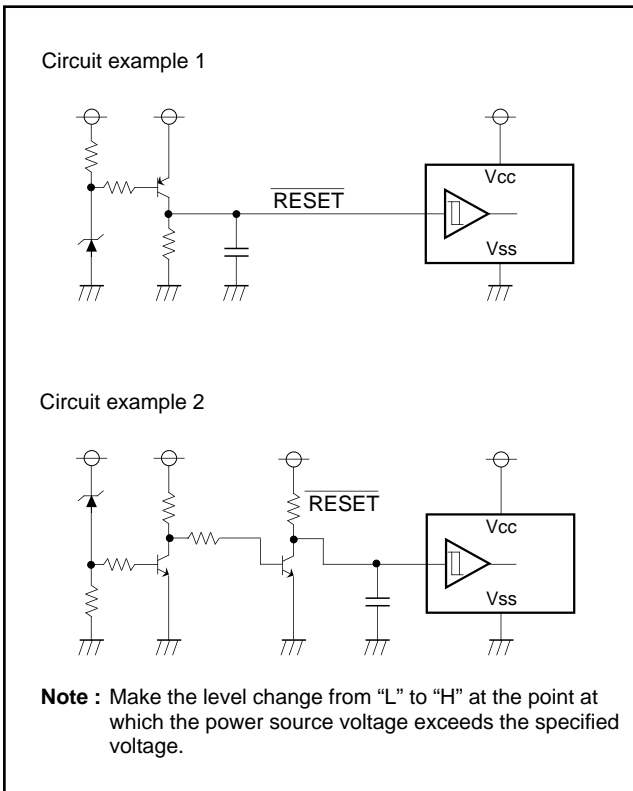 Circuit example 1
RESET
Vcc
Vss
Circuit example 2
RESET
Vcc
Vss
Note : Make the level change from “L” to “H” at the point at
which the power source voltage exceeds the specified
voltage.